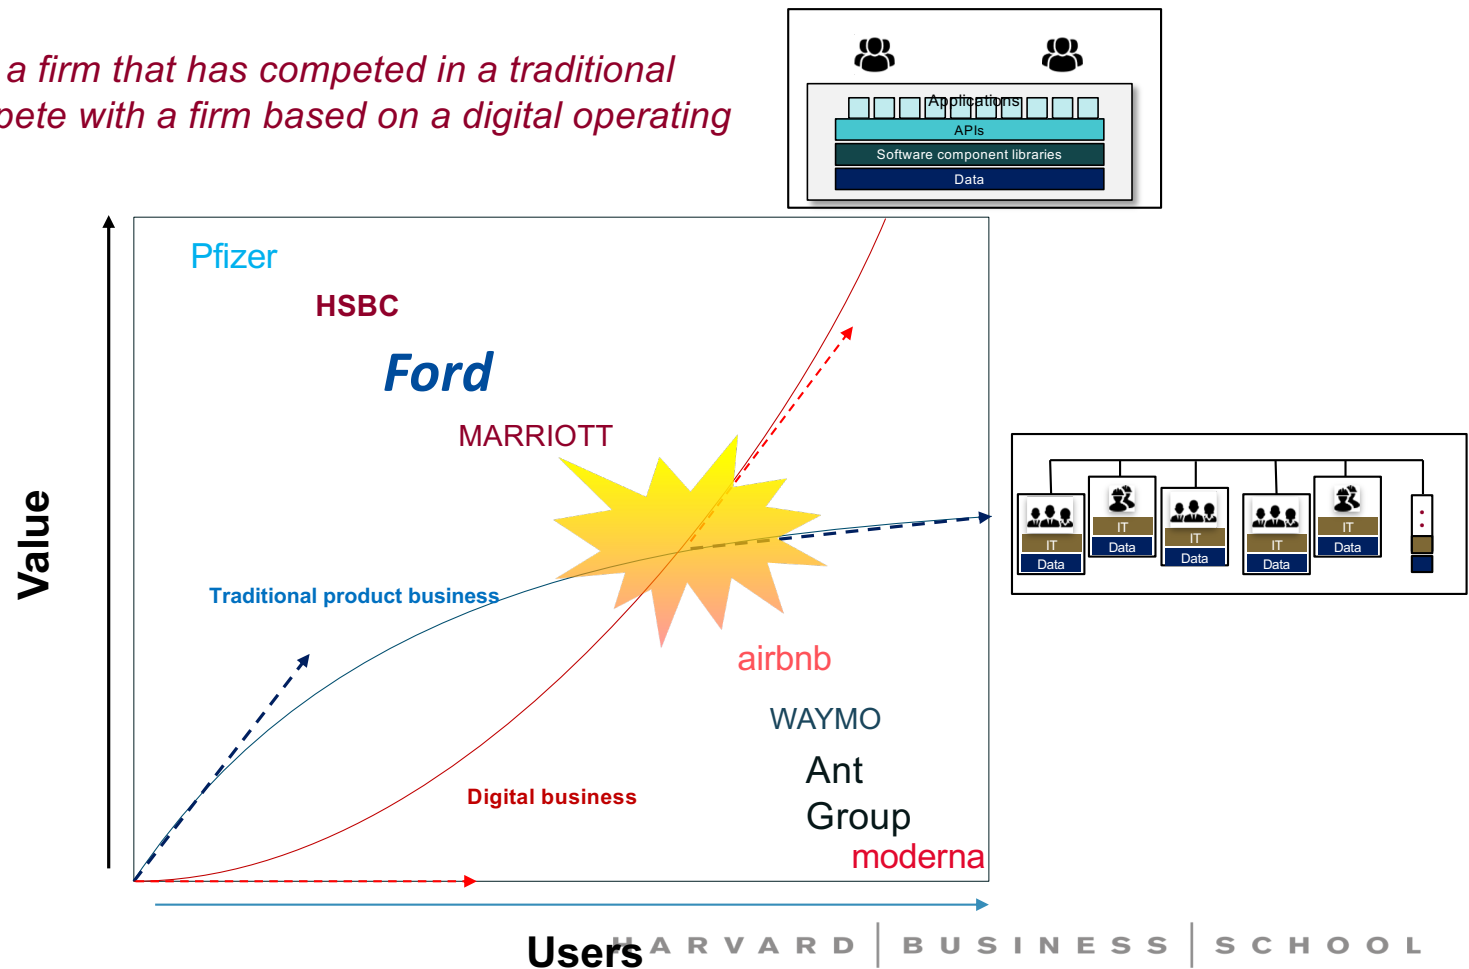 a firm that has competed in a traditional
pete with a firm based on a digital operating
Applications
APIs
Software component libraries
Data
Pfizer
HSBC
Ford
MARRIOTT
Value
Traditional product business
Digital business
airbnb
WAYMO
Ant
Group
moderna
IT
Data
IT
Data
IT
Data
IT
Data
IT
Data
Users
HARVARD | BUSINESS | SCHOOL